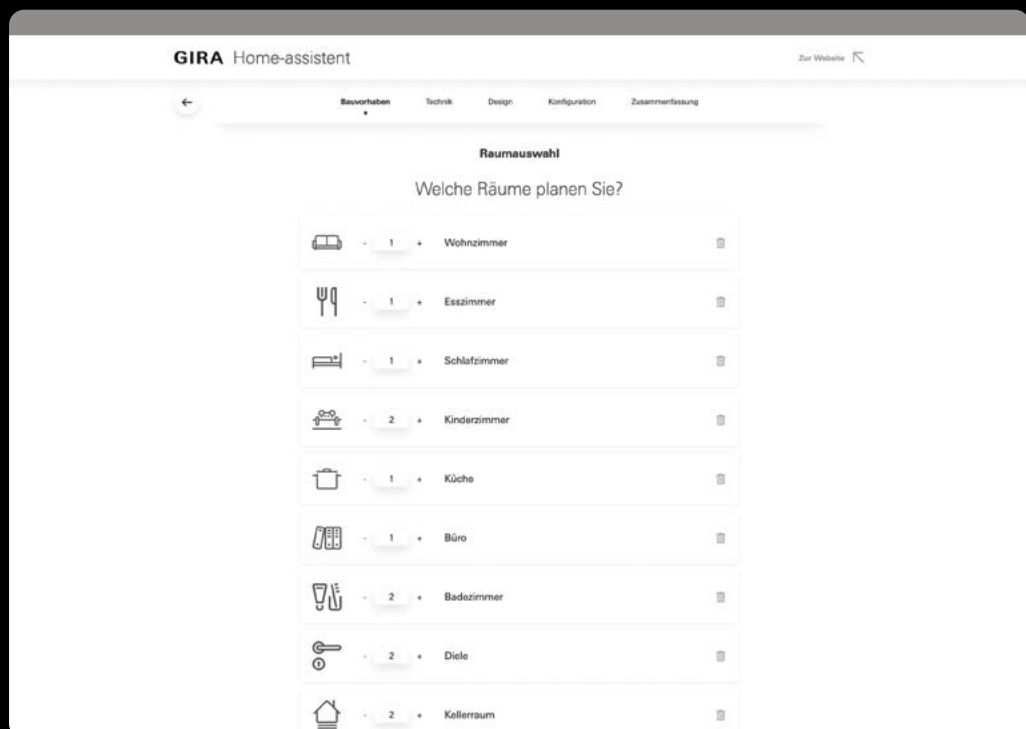 GIRA Home-assistent
Zur Website
Bauvorhaben Technik Design Konfiguration Zusammenfassung
Raumauswahl
Welche Räume planen Sie?
- 1 + Wohnzimmer
- 1 + Esszimmer
- 1 + Schlafzimmer
- 2 + Kinderzimmer
- 1 + Küche
- 1 + Büro
- 2 + Badezimmer
- 2 + Diele
- 2 + Kellerraum